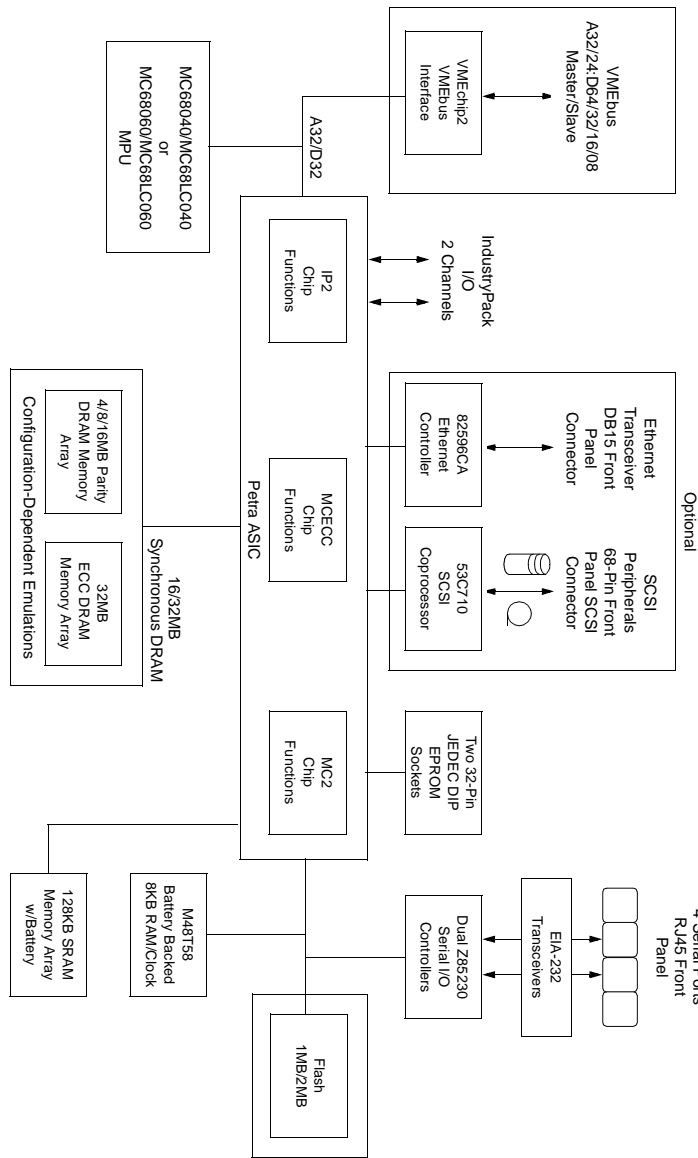 Optional
VMEbus
A32/24:D64/32/16/08
Master/Slave
VMEchip2
VMEbus
Interface
A32/D32
MC68040/MC68LC040
or
MC68060/MC68LC060
MPU
IndustryPack
I/O
2 Channels
Ethernet
Transceiver
DB15 Front
Panel
Connector
82596CA
Ethernet
Controller
SCSI
Peripherals
68-Pin Front
Panel SCSI
Connector
53C710
SCSI
Coprocessor
Two 32-Pin
JEDEC DIP
EPROM
Sockets
4 Serial Ports
RJ45 Front
Panel
EIA-232
Transceivers
Dual Z85230
Serial I/O
Controllers
IP2
Chip
Functions
MCECC
Chip
Functions
MC2
Chip
Functions
Petra ASIC
16/32MB
Synchronous DRAM
4/8/16MB Parity
DRAM Memory
Array
32MB
ECC DRAM
Memory Array
Configuration-Dependent Emulations
Flash
1MB/2MB
M48T58
Battery Backed
8KB RAM/Clock
128KB SRAM
Memory Array
w/Battery